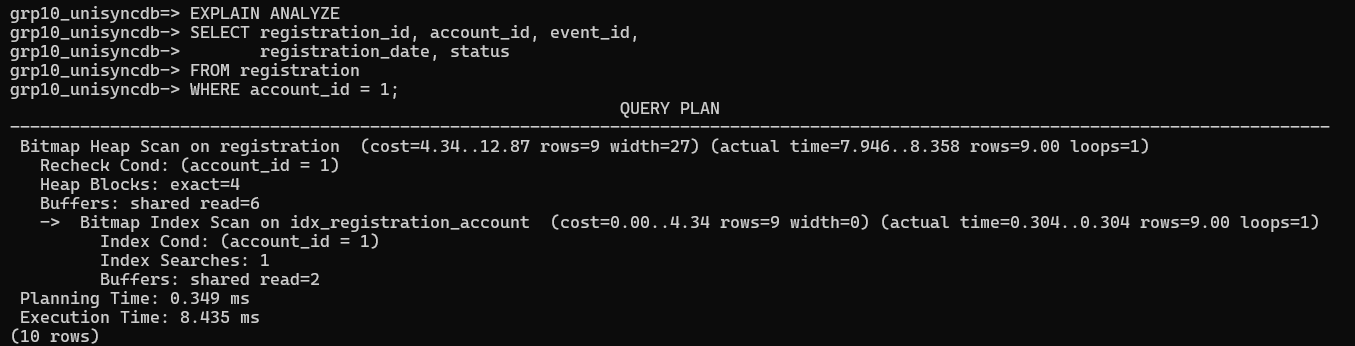 grp10_unisyncdb=> EXPLAIN ANALYZE
grp10_unisyncdb-> SELECT registration_id, account_id, event_id,
grp10_unisyncdb->        registration_date, status
grp10_unisyncdb-> FROM registration
grp10_unisyncdb-> WHERE account_id = 1;
                                                             QUERY PLAN
------------------------------------------------------------------------------------------------------------------------------------
 Bitmap Heap Scan on registration  (cost=4.34..12.87 rows=9 width=27) (actual time=7.946..8.358 rows=9.00 loops=1)
   Recheck Cond: (account_id = 1)
   Heap Blocks: exact=4
   Buffers: shared read=6
   ->  Bitmap Index Scan on idx_registration_account  (cost=0.00..4.34 rows=9 width=0) (actual time=0.304..0.304 rows=9.00 loops=1)
         Index Cond: (account_id = 1)
         Index Searches: 1
         Buffers: shared read=2
 Planning Time: 0.349 ms
 Execution Time: 8.435 ms
(10 rows)